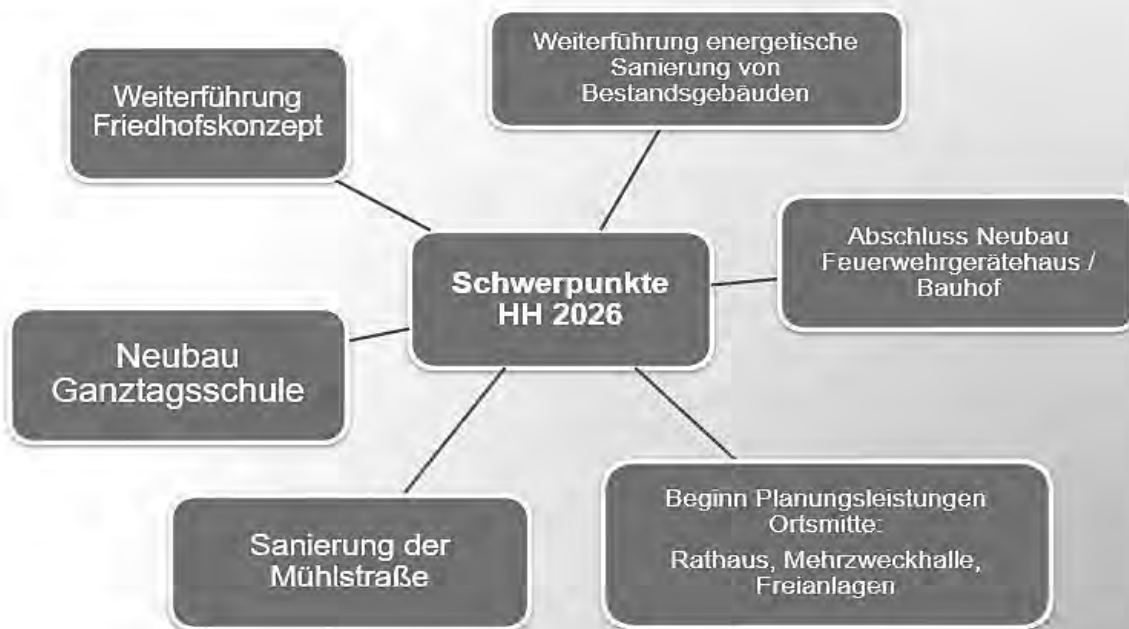 Weiterführung energetische
Sanierung von
Bestandsgebäuden
Weiterführung
Friedhofskonzept
Abschluss Neubau
Feuerwehrgerätehaus /
Bauhof
Schwerpunkte
HH 2026
Neubau
Ganztagsschule
Sanierung der
Mühlstraße
Beginn Planungsleistungen
Ortsmitte:
Rathaus, Mehrzweckhalle,
Freianlagen